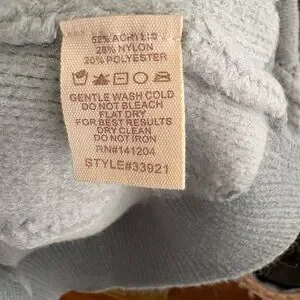 52% ACRYLIC
28% NYLON
20% POLYESTER
GENTLE WASH COLD
DO NOT BLEACH
FLAT DRY
FOR BEST RESULTS
DRY CLEAN
DO NOT IRON
RN#141204
STYLE#33921